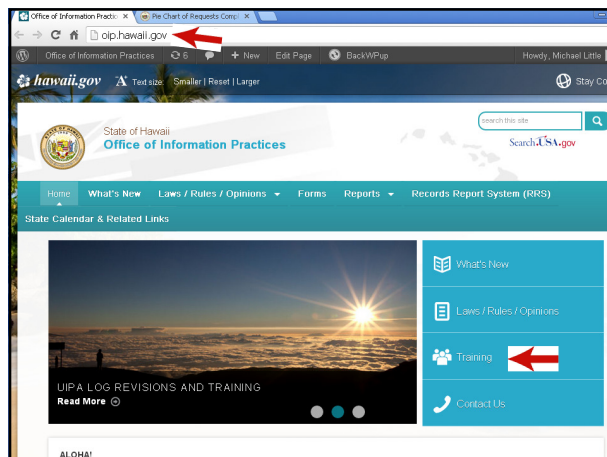 Office of Information Practic × Pie Chart of Requests Compl ×
oip.hawaii.gov
Office of Information Practices 6 + New Edit Page BackWPup Howdy, Michael Little
hawaii.gov A Text size: Smaller | Reset | Larger Stay Co
State of Hawaii
Office of Information Practices
search this site
Search.USA.gov
Home What's New Laws / Rules / Opinions Forms Reports Records Report System (RRS)
State Calendar & Related Links
What's New
Laws / Rules / Opinions
Training
Contact Us
UIPA LOG REVISIONS AND TRAINING
Read More
ALOHA!